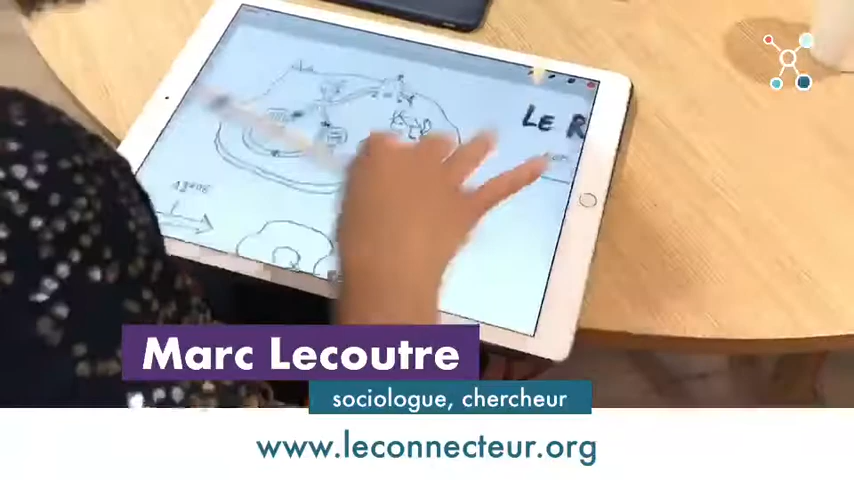 LE R
Marc Lecoutre
sociologue, chercheur
www.leconnecteur.org